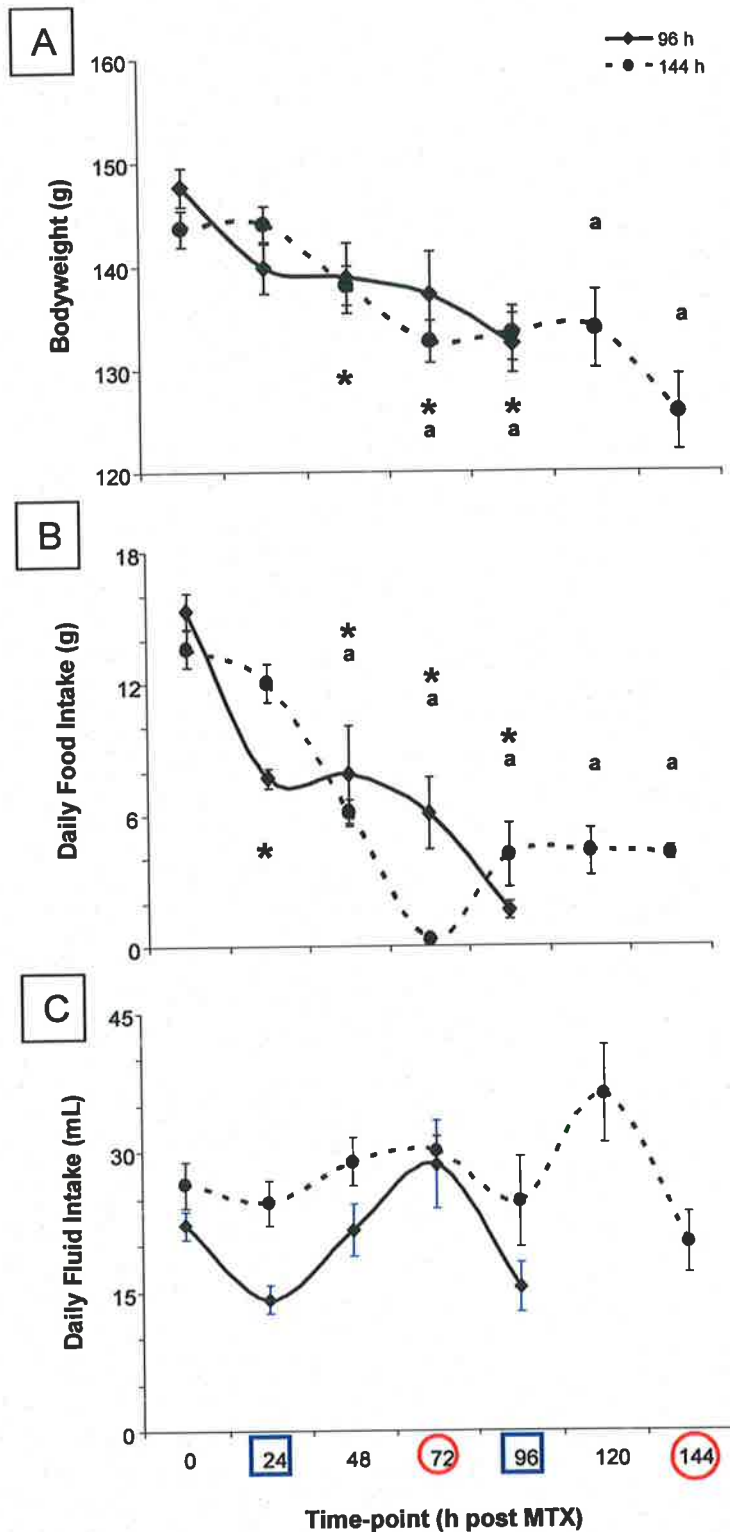 A
96 h
144 h
160
150
140
130
120
Bodyweight (g)
a
a
*
*
*
a
a
B
18
12
6
0
Daily Food Intake (g)
*
a
*
a
*
a
a
a
*
C
45
30
15
0
Daily Fluid Intake (mL)
0 24 48 72 96 120 144
Time-point (h post MTX)